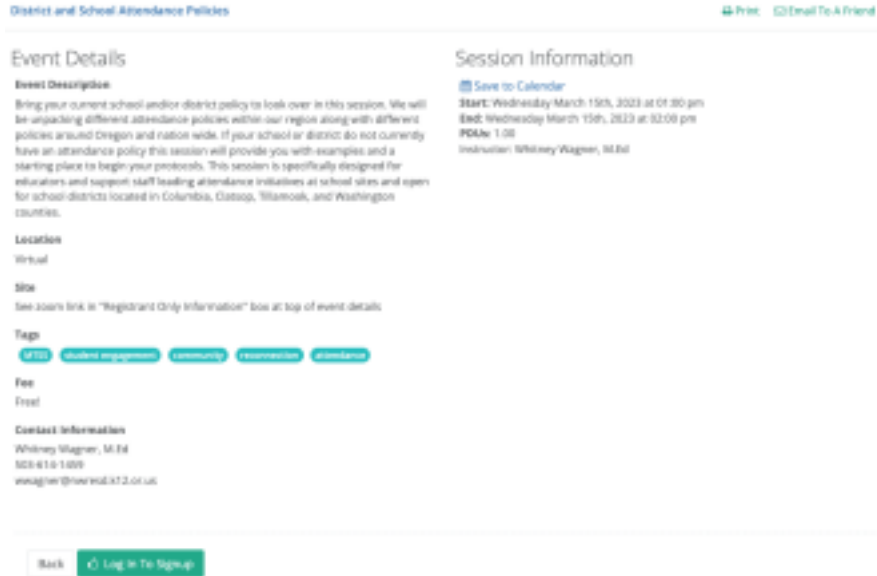 District and School Attendance Policies
Print
Email To A Friend
Event Details
Event Description
Bring your current school and/or district policy to look over in this session. We will
be unpacking different attendance policies within our region along with different
policies around Oregon and nation wide. If your school or district do not currently
have an attendance policy this session will provide you with examples and a
starting place to begin your protocols. This session is specifically designed for
educators and support staff leading attendance initiatives at school sites and open
for school districts located in Columbia, Clatsop, Tillamook, and Washington
counties.
Location
Virtual
Site
See zoom link in "Registrant Only Information" box at top of event details
Tags
MTSS
student engagement
community
reconnection
attendance
Fee
Free!
Contact Information
Whitney Wagner, M.Ed
503-614-1499
wwagner@nwresd.k12.or.us
Session Information
Save to Calendar
Start: Wednesday March 15th, 2023 at 01:00 pm
End: Wednesday March 15th, 2023 at 02:00 pm
PDUs: 1.00
Instructor: Whitney Wagner, M.Ed
Back
Log In To Signup